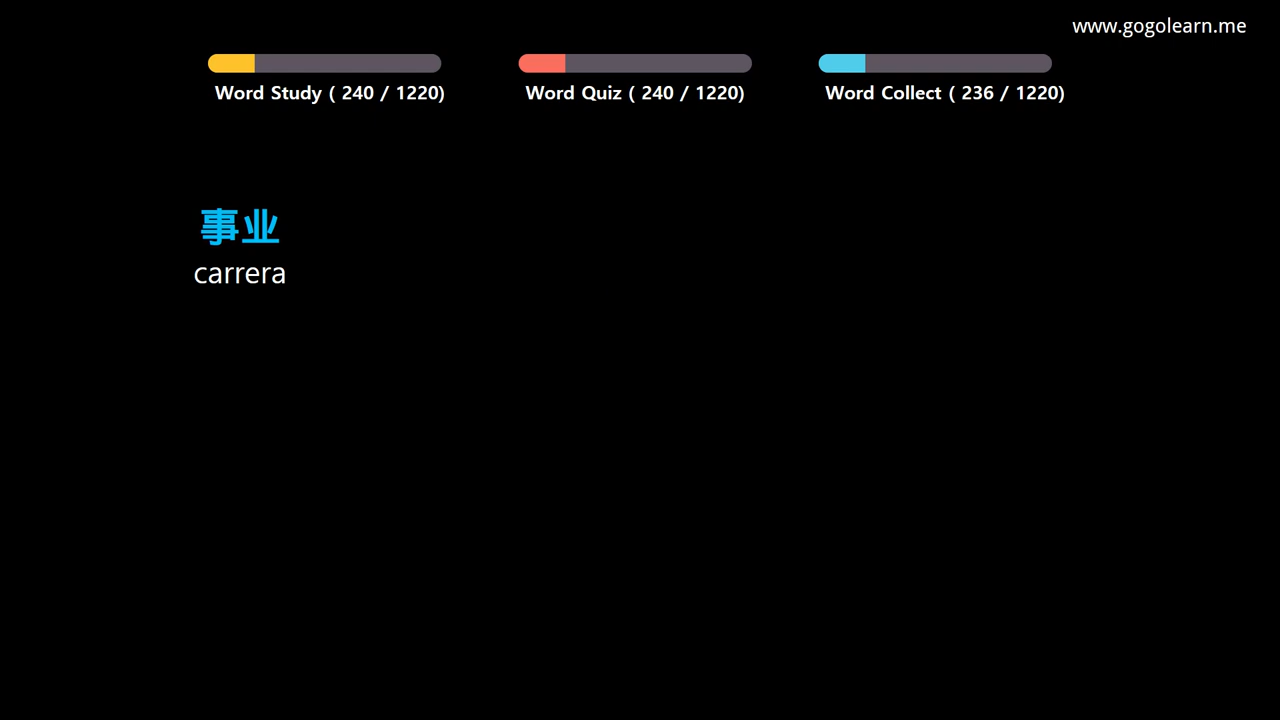 www.gogolearn.me
Word Study ( 240 / 1220)
Word Quiz ( 240 / 1220)
Word Collect ( 236 / 1220)
事业
carrera